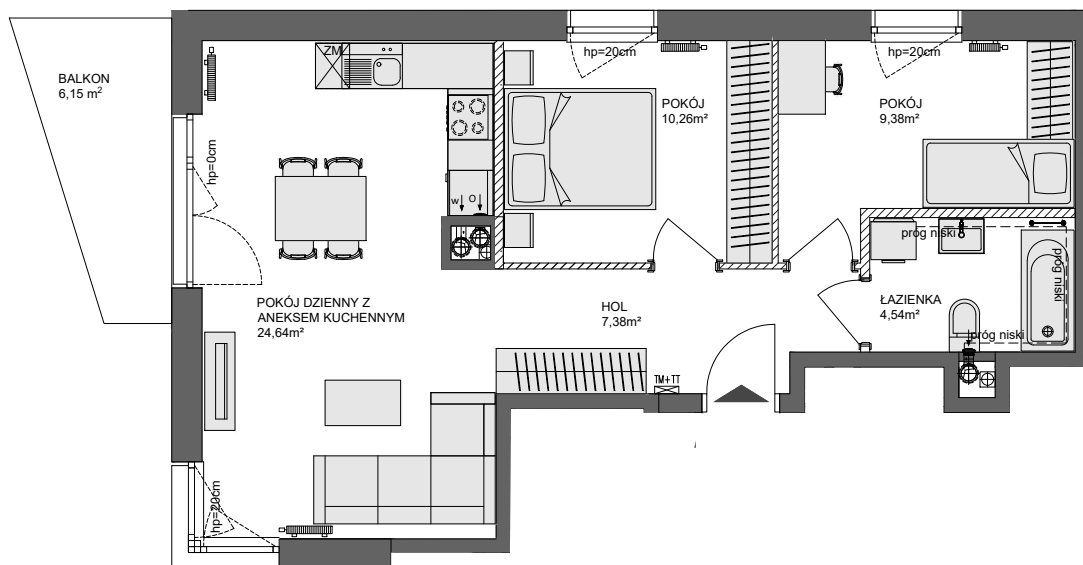 BALKON
6,15 m²
ZM
hp=20cm
hp=20cm
POKÓJ
10,26m²
POKÓJ
9,38m²
hp=0cm
w O
próg niski
próg niski
POKÓJ DZIENNY Z
ANEKSEM KUCHENNYM
24,64m²
HOL
7,38m²
ŁAZIENKA
4,54m²
próg niski
TM+TT
hp=20cm